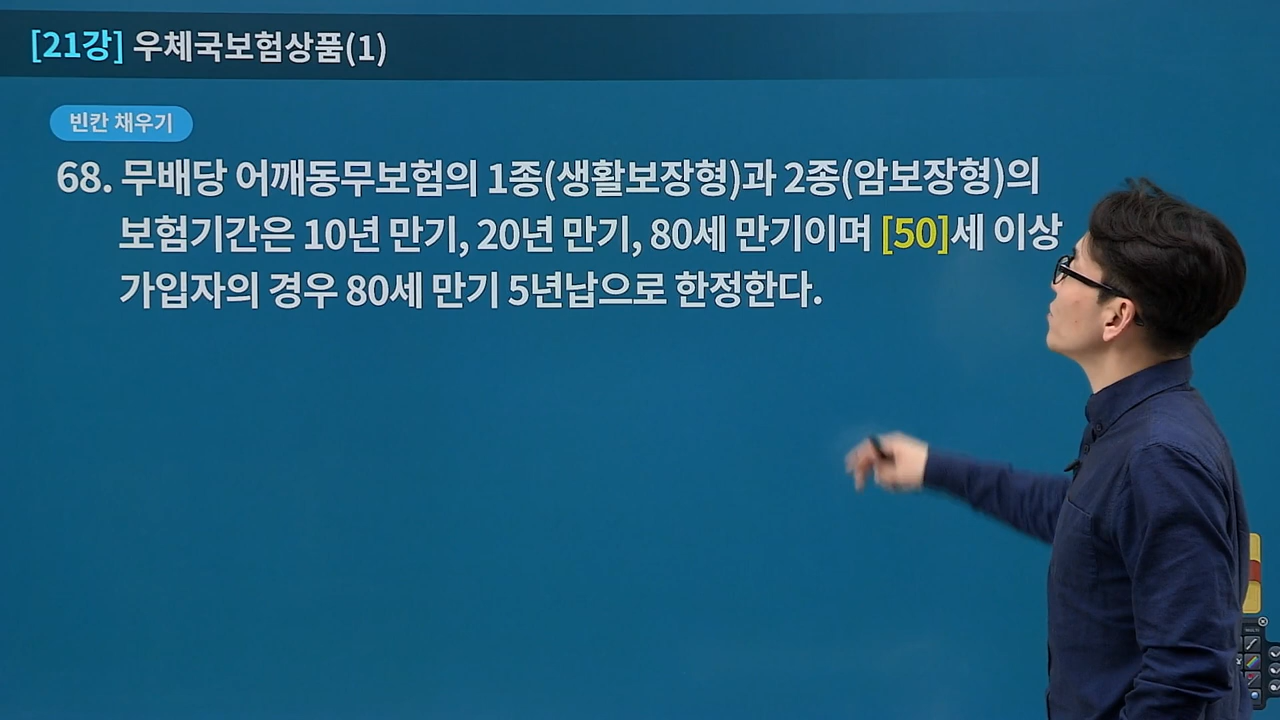 [21강] 우체국보험상품(1)
빈칸 채우기
68. 무배당 어깨동무보험의 1종(생활보장형)과 2종(암보장형)의
보험기간은 10년 만기, 20년 만기, 80세 만기이며 [50]세 이상
가입자의 경우 80세 만기 5년납으로 한정한다.